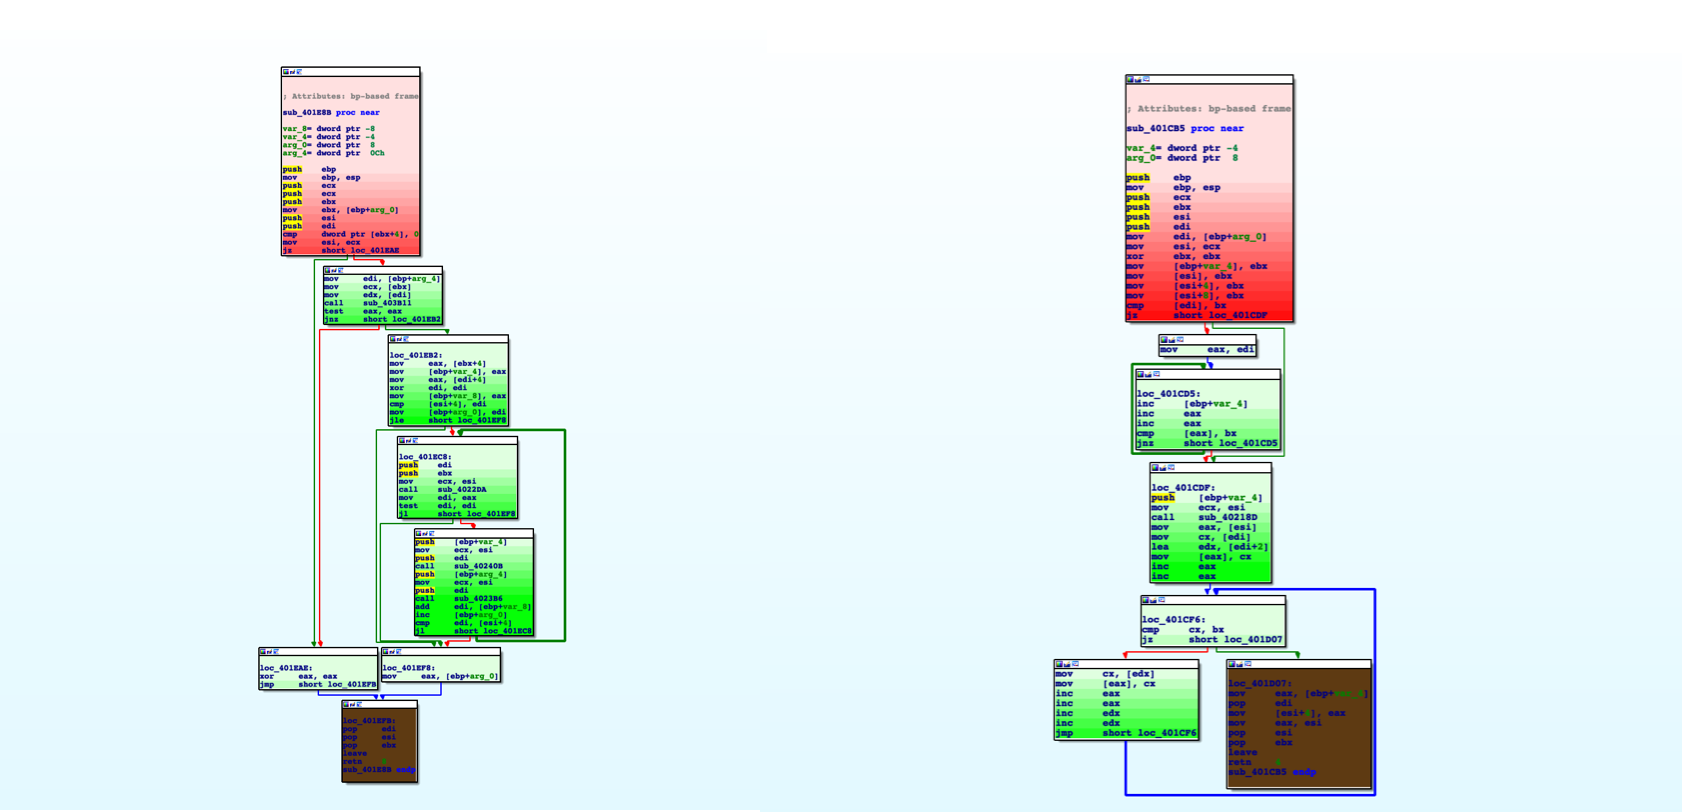 ; Attributes: bp-based frame
sub_401E8B proc near
var_8= dword ptr -8
var_4= dword ptr -4
arg_0= dword ptr  8
arg_4= dword ptr  0Ch
push    ebp
mov     ebp, esp
push    ecx
push    ecx
push    ebx
mov     ebx, [ebp+arg_0]
push    esi
push    edi
cmp     dword ptr [ebx+4], 0
mov     esi, ecx
jz      short loc_401EAE
mov     edi, [ebp+arg_4]
mov     ecx, [ebx]
mov     edx, [edi]
call    sub_403B11
test    eax, eax
jnz     short loc_401EB2
loc_401EB2:
mov     eax, [ebx+4]
mov     [ebp+var_4], eax
mov     eax, [edi+4]
xor     edi, edi
mov     [ebp+var_8], eax
cmp     [esi+4], edi
mov     [ebp+arg_0], edi
jle     short loc_401EF8
loc_401EC8:
push    edi
push    ebx
mov     ecx, esi
call    sub_4022DA
mov     edi, eax
test    edi, edi
jl      short loc_401EF8
push    [ebp+var_4]
mov     ecx, esi
push    edi
call    sub_40240B
push    [ebp+arg_4]
mov     ecx, esi
push    edi
call    sub_4023B6
add     edi, [ebp+var_8]
inc     [ebp+arg_0]
cmp     edi, [esi+4]
jl      short loc_401EC8
loc_401EAE:
xor     eax, eax
jmp     short loc_401EFB
loc_401EF8:
mov     eax, [ebp+arg_0]
loc_401EFB:
pop     edi
pop     esi
pop     ebx
leave
retn
sub_401E8B endp
; Attributes: bp-based frame
sub_401CB5 proc near
var_4= dword ptr -4
arg_0= dword ptr  8
push    ebp
mov     ebp, esp
push    ecx
push    ebx
push    esi
push    edi
mov     edi, [ebp+arg_0]
mov     esi, ecx
xor     ebx, ebx
mov     [ebp+var_4], ebx
mov     [esi], ebx
mov     [esi+4], ebx
mov     [esi+8], ebx
cmp     [edi], bx
jz      short loc_401CDF
mov     eax, edi
loc_401CD5:
inc     [ebp+var_4]
inc     eax
inc     eax
cmp     [eax], bx
jnz     short loc_401CD5
loc_401CDF:
push    [ebp+var_4]
mov     ecx, esi
call    sub_40218D
mov     eax, [esi]
mov     cx, [edi]
lea     edx, [edi+2]
mov     [eax], cx
inc     eax
inc     eax
loc_401CF6:
cmp     cx, bx
jz      short loc_401D07
mov     cx, [edx]
mov     [eax], cx
inc     eax
inc     eax
inc     edx
inc     edx
jmp     short loc_401CF6
loc_401D07:
mov     eax, [ebp+var_4]
pop     edi
mov     [esi+ ], eax
mov     eax, esi
pop     esi
pop     ebx
leave
retn    4
sub_401CB5 endp